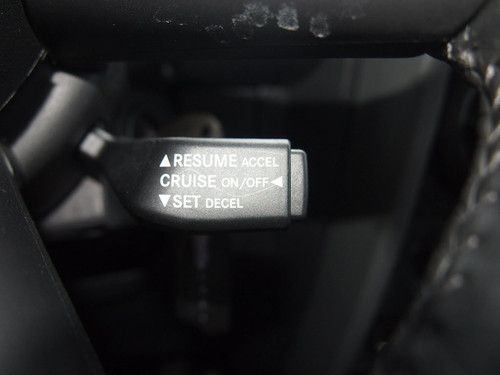 ▲RESUME ACCEL
CRUISE ON/OFF◀
▼SET DECEL